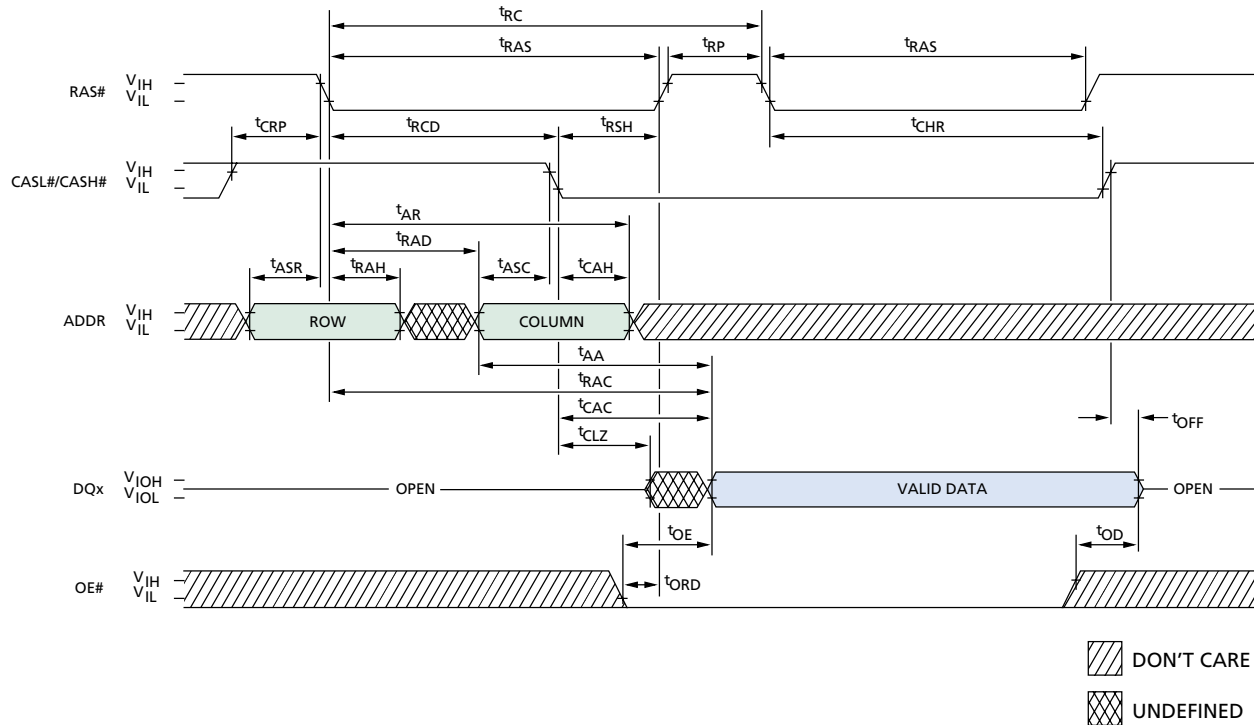 tRC
tRAS tRP tRAS
RAS# VIH
VIL
tCRP tRCD tRSH tCHR
CASL#/CASH# VIH
VIL
tAR
tRAD
tASR tRAH tASC tCAH
ADDR VIH
VIL
ROW COLUMN
tAA
tRAC
tCAC
tOFF
tCLZ
DQx VIOH
VIOL
OPEN VALID DATA OPEN
tOE tOD
tORD
OE# VIH
VIL
DON'T CARE
UNDEFINED